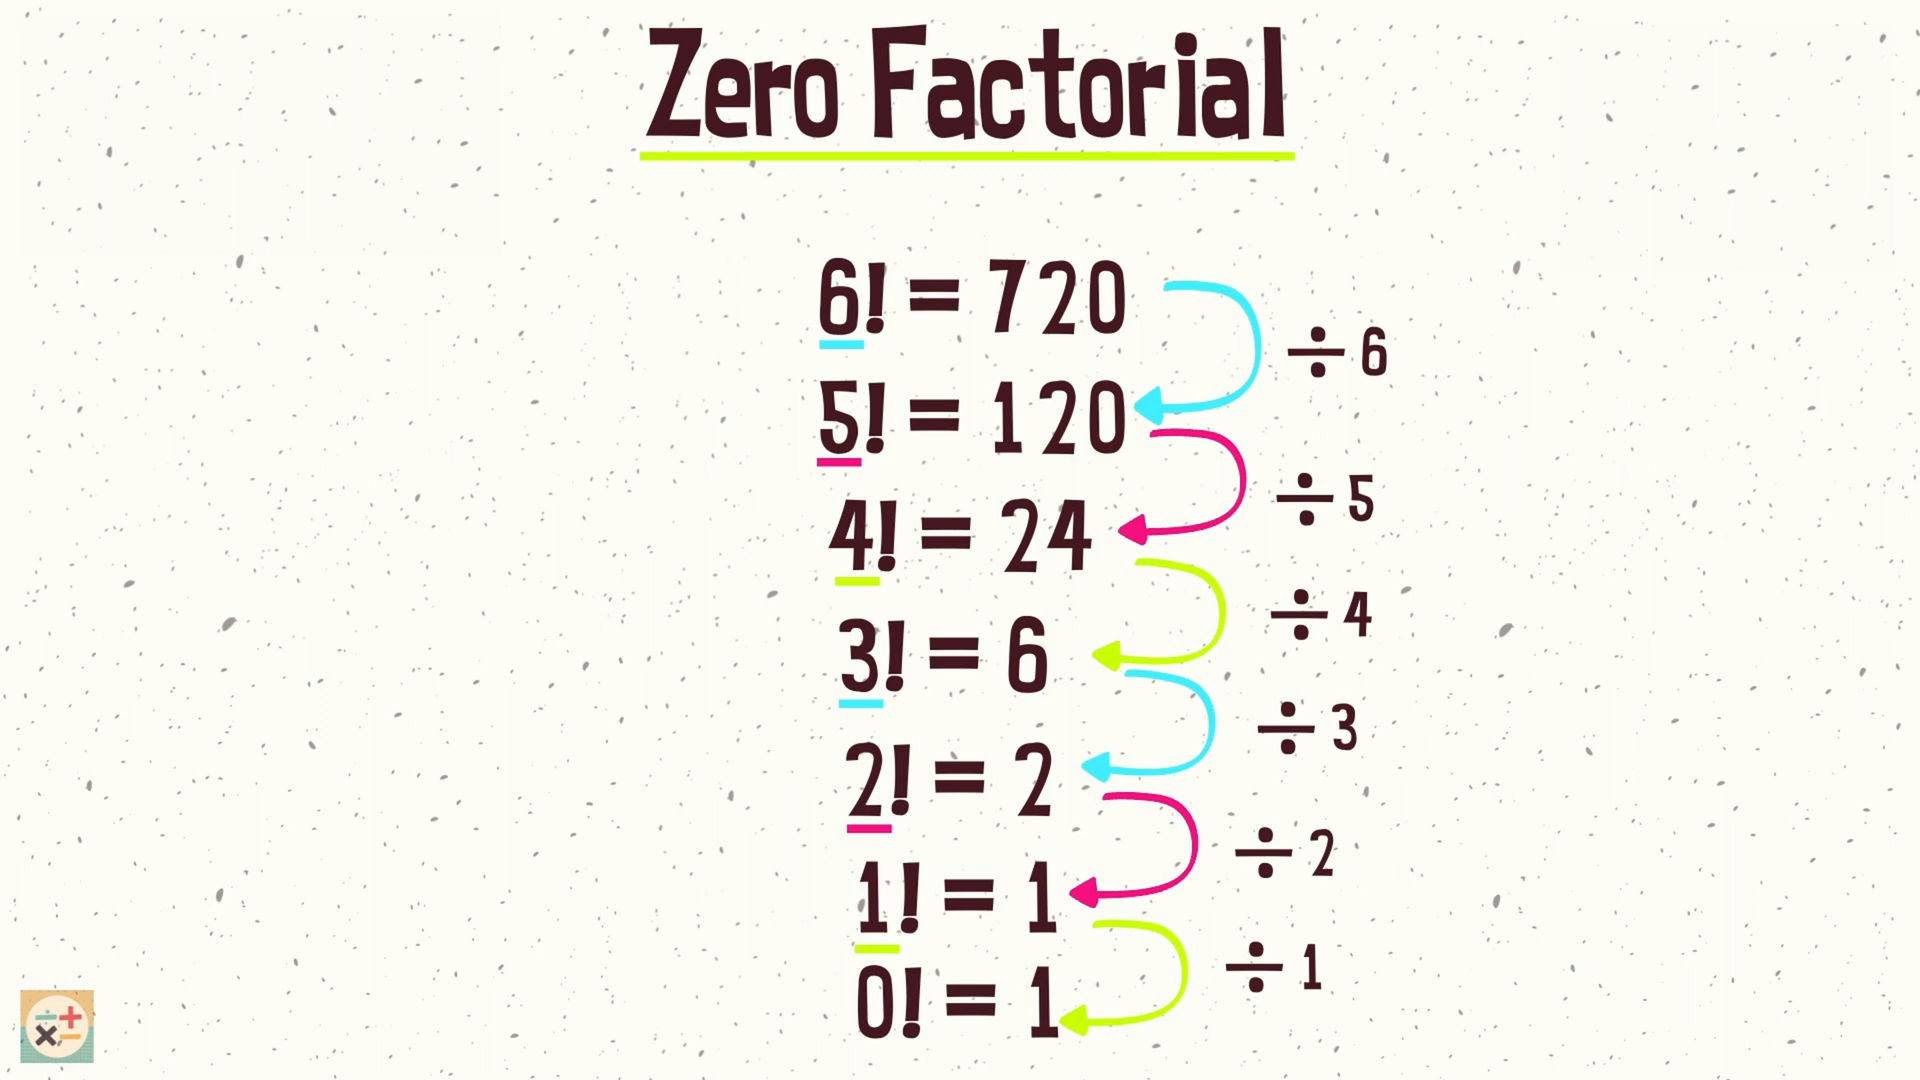 Zero Factorial
6! = 720
÷ 6
5! = 120
÷ 5
4! = 24
÷ 4
3! = 6
÷ 3
2! = 2
÷ 2
1! = 1
÷ 1
0! = 1